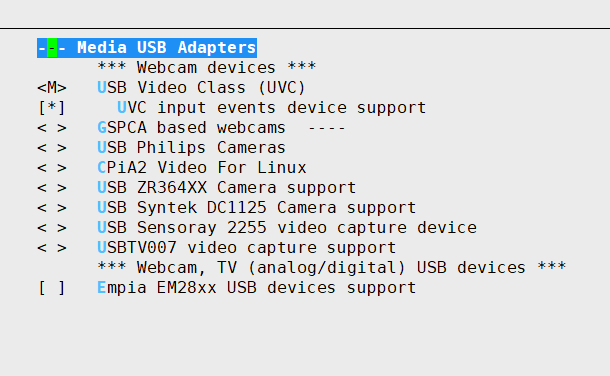 --- Media USB Adapters
*** Webcam devices ***
<M> USB Video Class (UVC)
[*] UVC input events device support
< > GSPCA based webcams ----
< > USB Philips Cameras
< > CPiA2 Video For Linux
< > USB ZR364XX Camera support
< > USB Syntek DC1125 Camera support
< > USB Sensoray 2255 video capture device
< > USBTV007 video capture support
*** Webcam, TV (analog/digital) USB devices ***
[ ] Empia EM28xx USB devices support